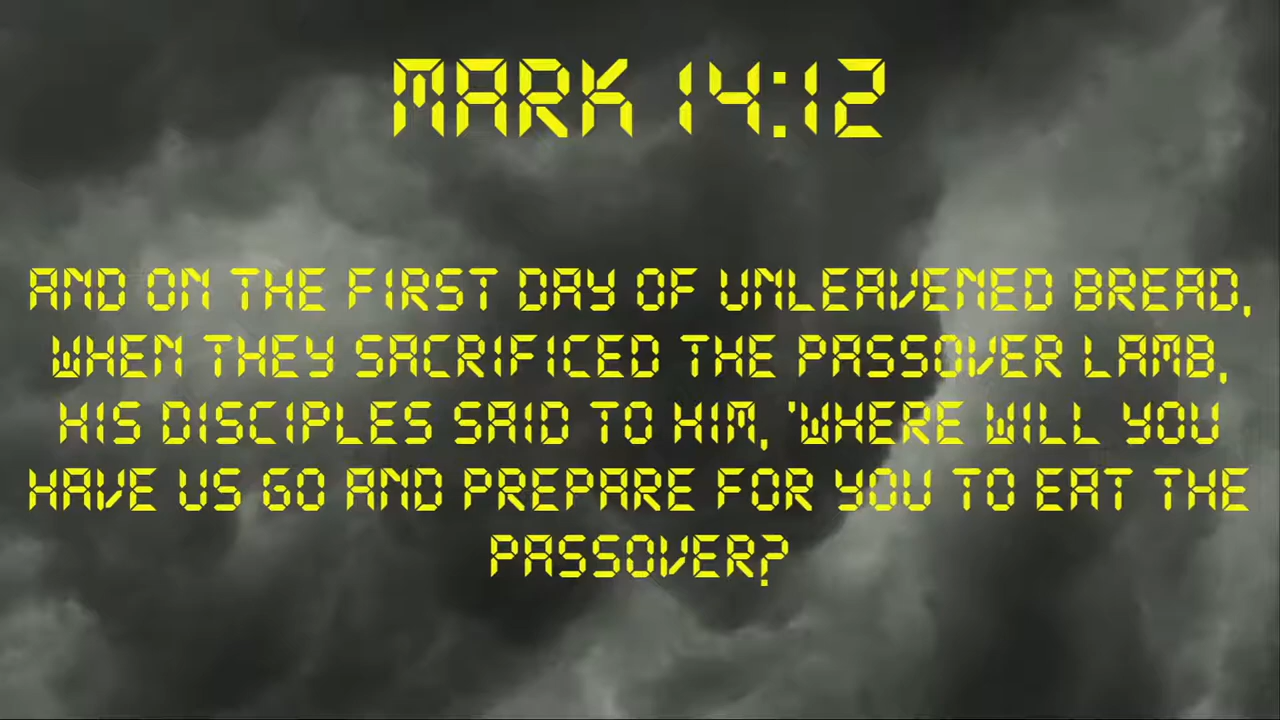 MARK 14:12
AND ON THE FIRST DAY OF UNLEAVENED BREAD,
WHEN THEY SACRIFICED THE PASSOVER LAMB,
HIS DISCIPLES SAID TO HIM, 'WHERE WILL YOU
HAVE US GO AND PREPARE FOR YOU TO EAT THE
PASSOVER?